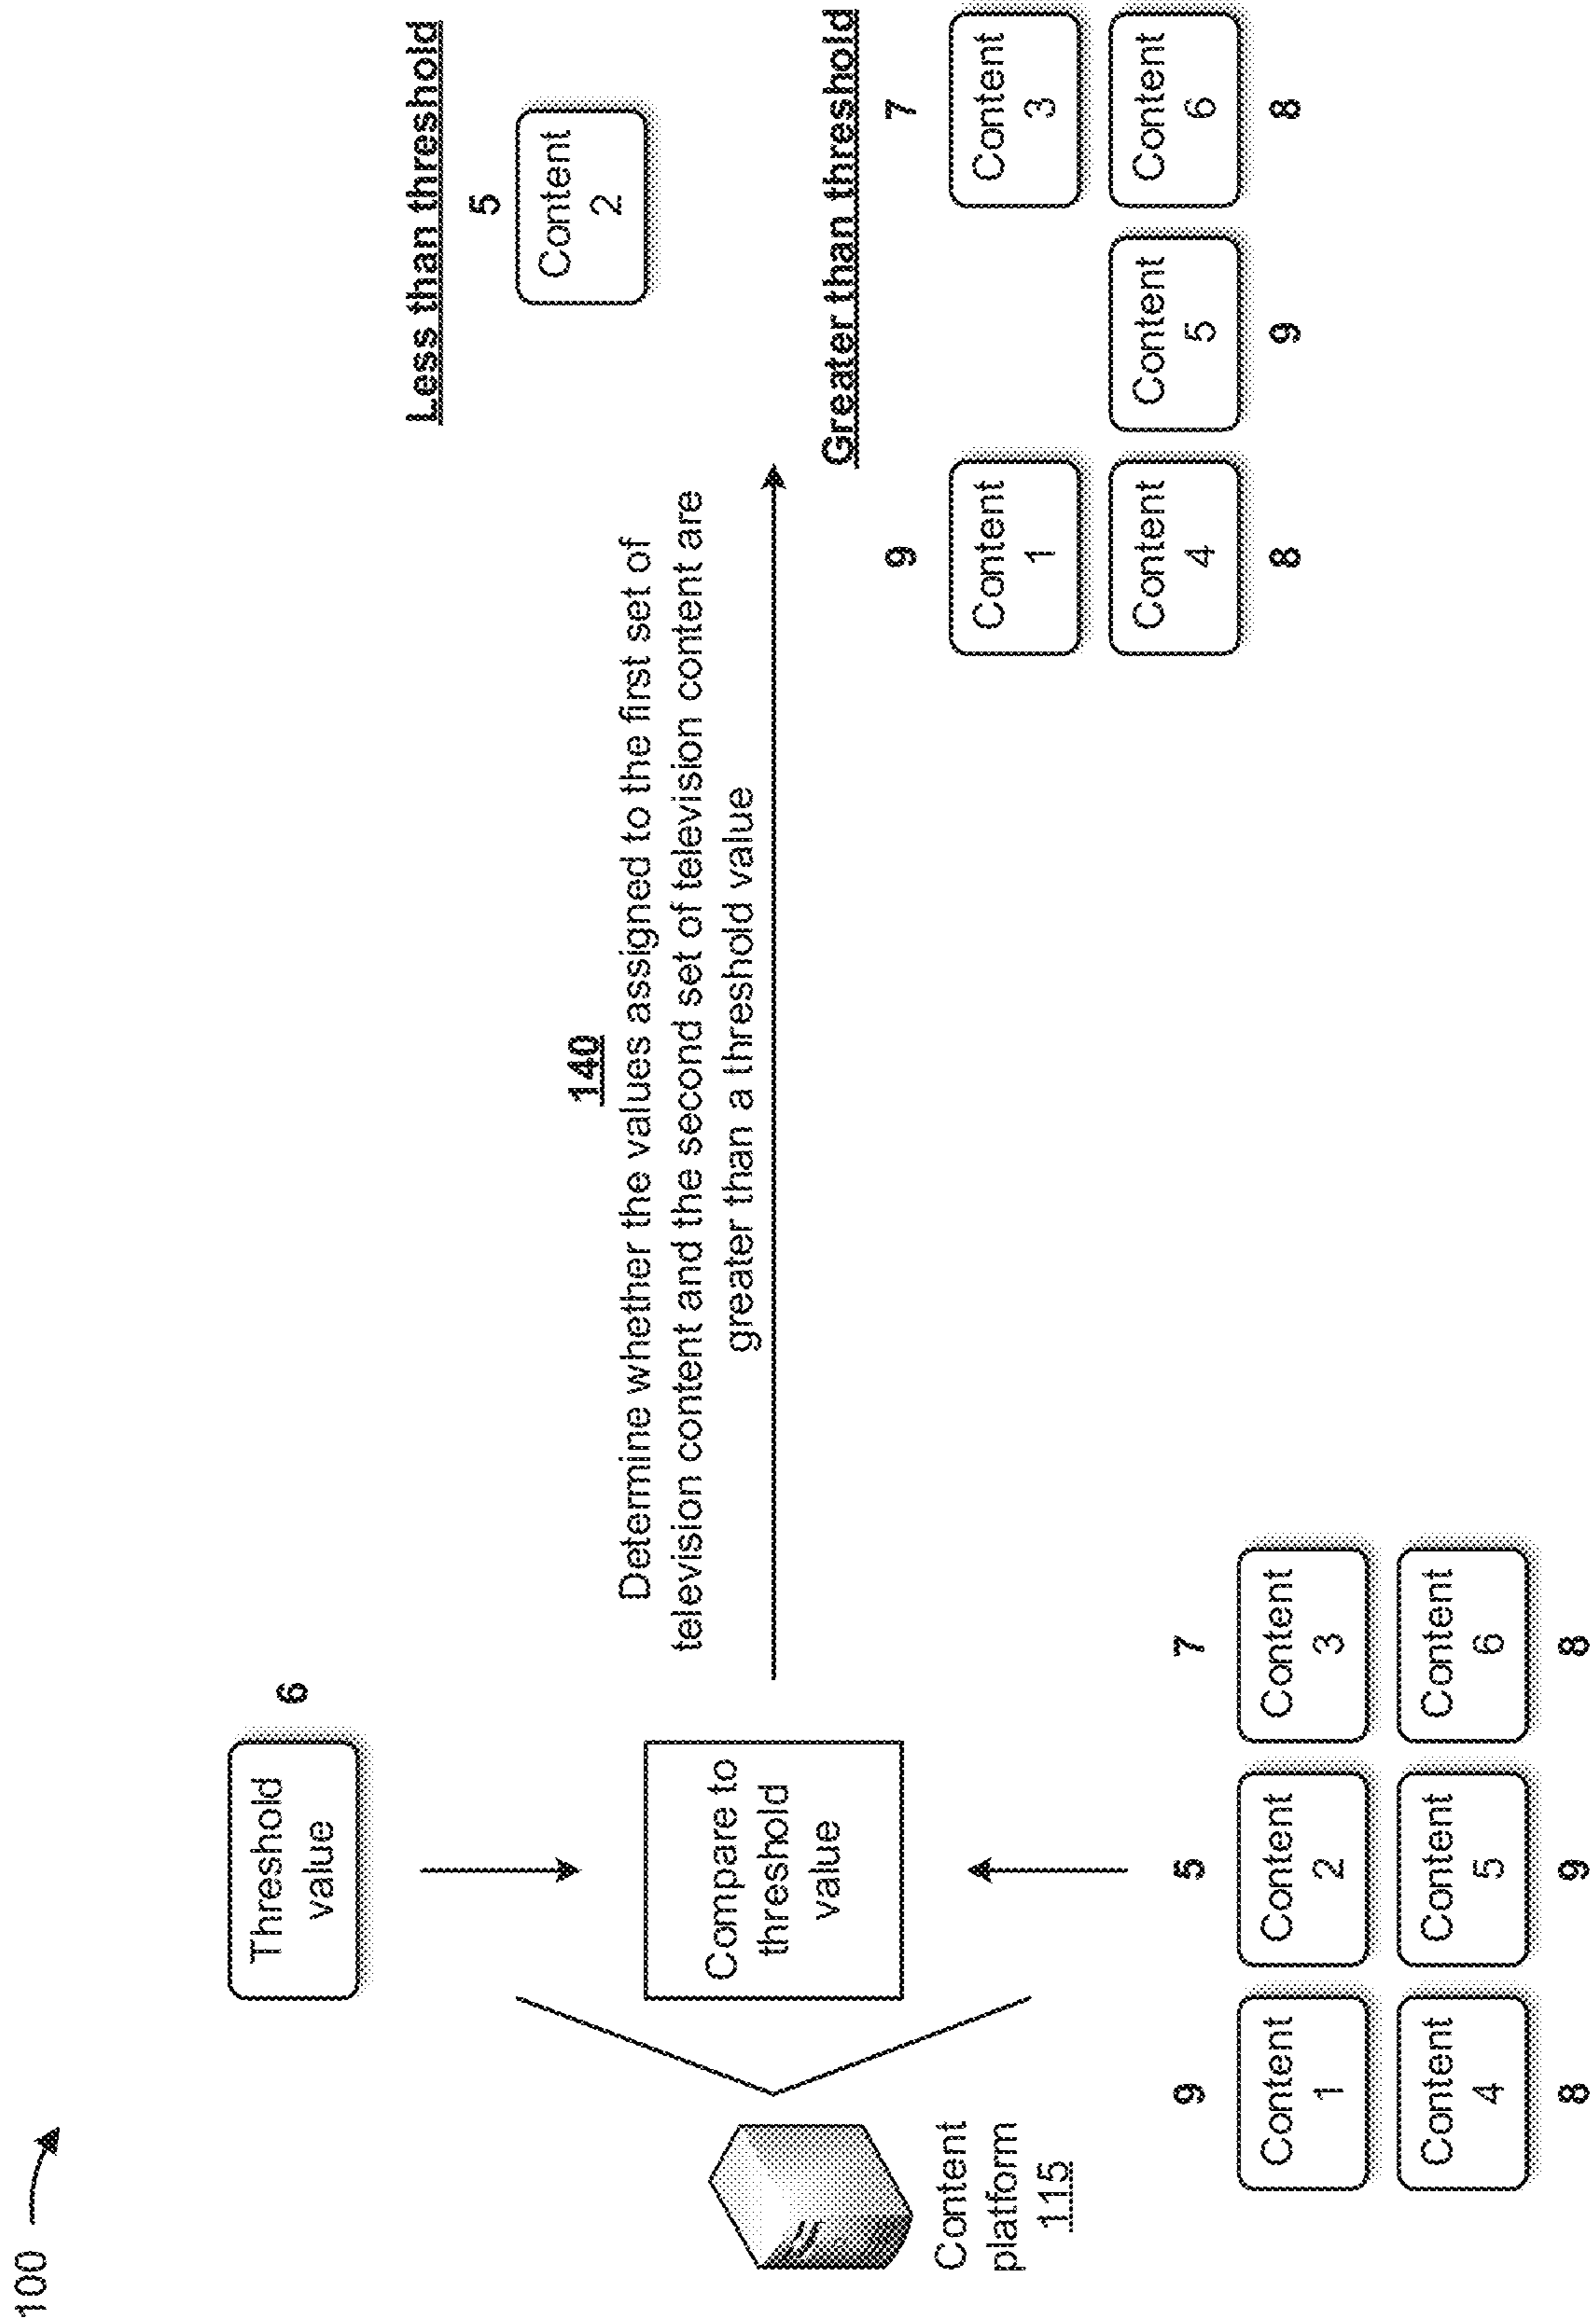 100
Threshold
value
6
Compare to
threshold
value
Content
platform
115
9
5
7
Content
1
Content
2
Content
3
Content
4
Content
5
Content
6
8
9
8
140
Determine whether the values assigned to the first set of
television content and the second set of television content are
greater than a threshold value
Less than threshold
5
Content
2
Greater than threshold
9
7
Content
1
Content
3
Content
4
Content
5
Content
6
8
9
8